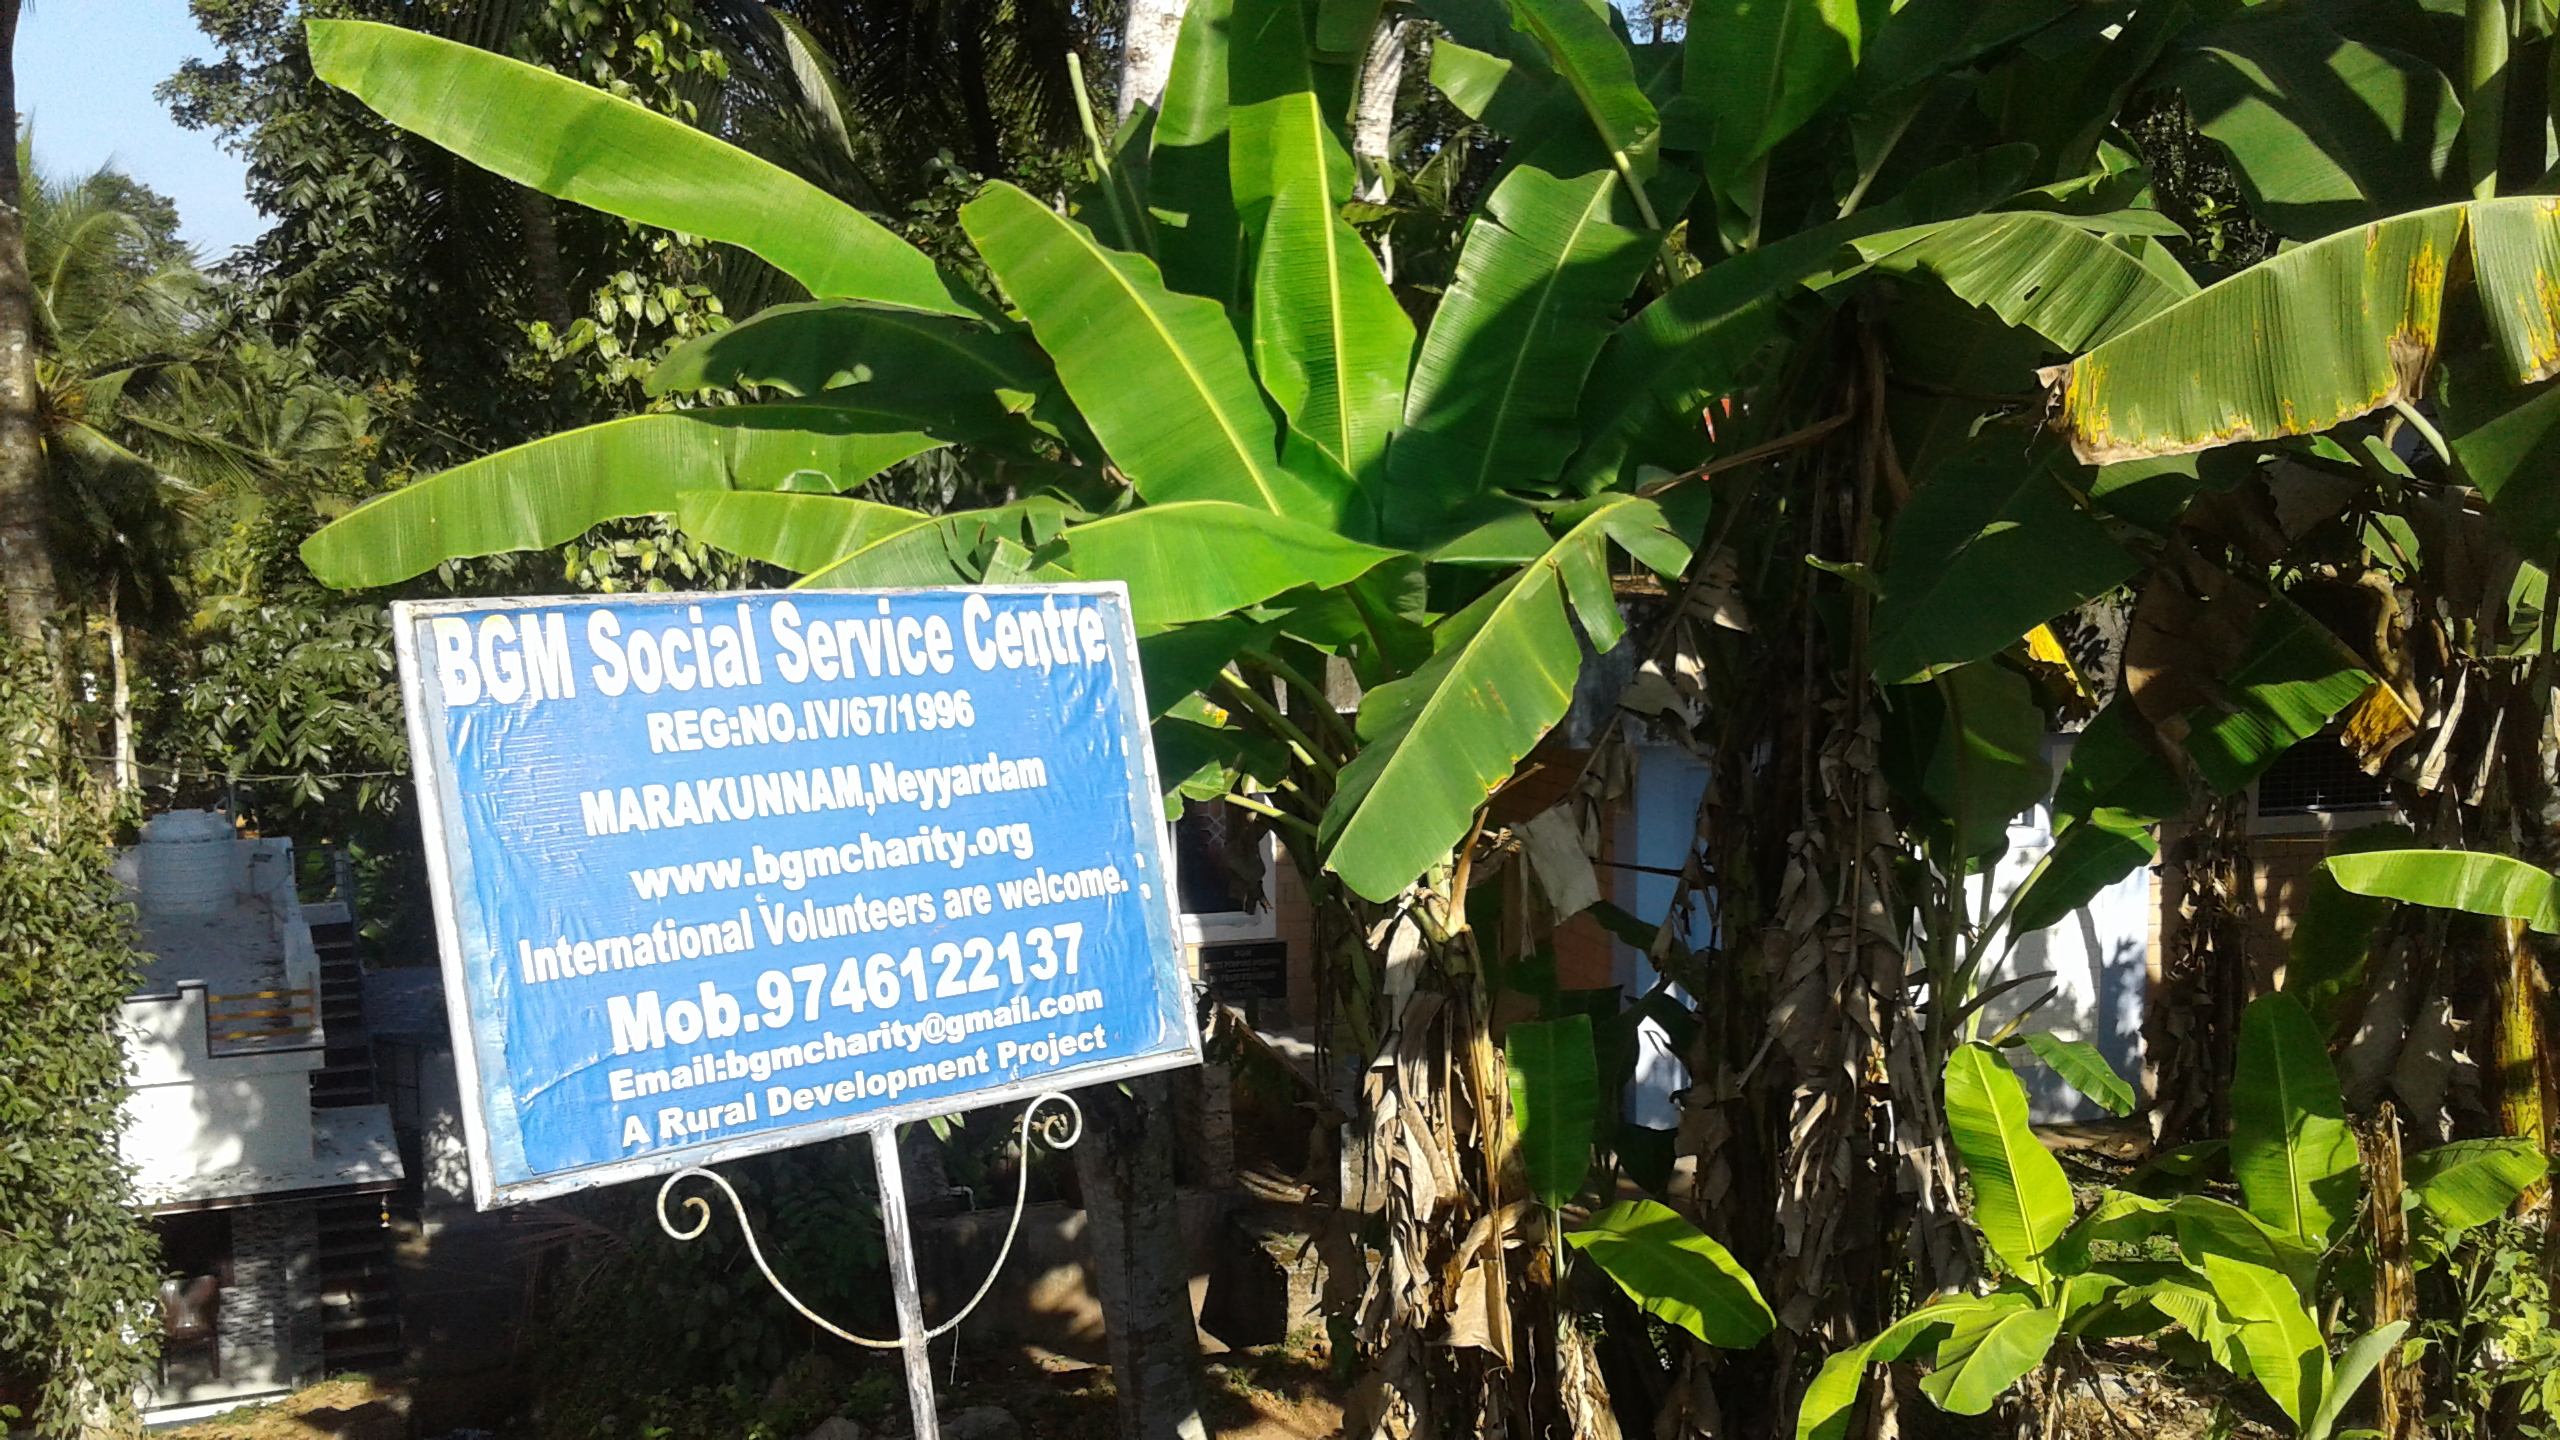 BGM Social Service Centre
REG:NO.IV/67/1996
MARAKUNNAM,Neyyardam
www.bgmcharity.org
International Volunteers are welcome.
Mob.9746122137
Email:bgmcharity@gmail.com
A Rural Development Project